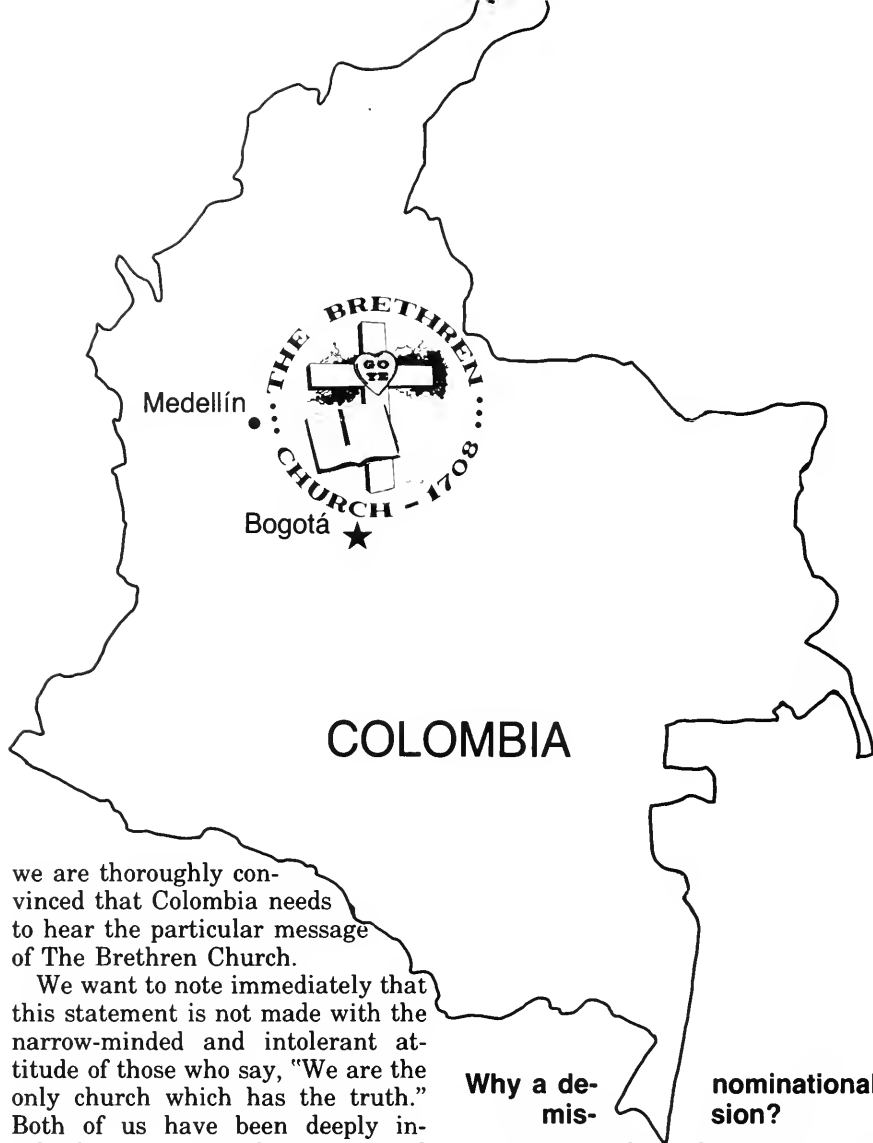 THE BRETHREN
GO
YE
CHURCH - 1708
Medellín
Bogotá
COLOMBIA
we are thoroughly con-
vinced that Colombia needs
to hear the particular message
of The Brethren Church.
We want to note immediately that
this statement is not made with the
narrow-minded and intolerant at-
titude of those who say, "We are the
only church which has the truth."
Both of us have been deeply in-
Why a de- nominational
mis- sion?